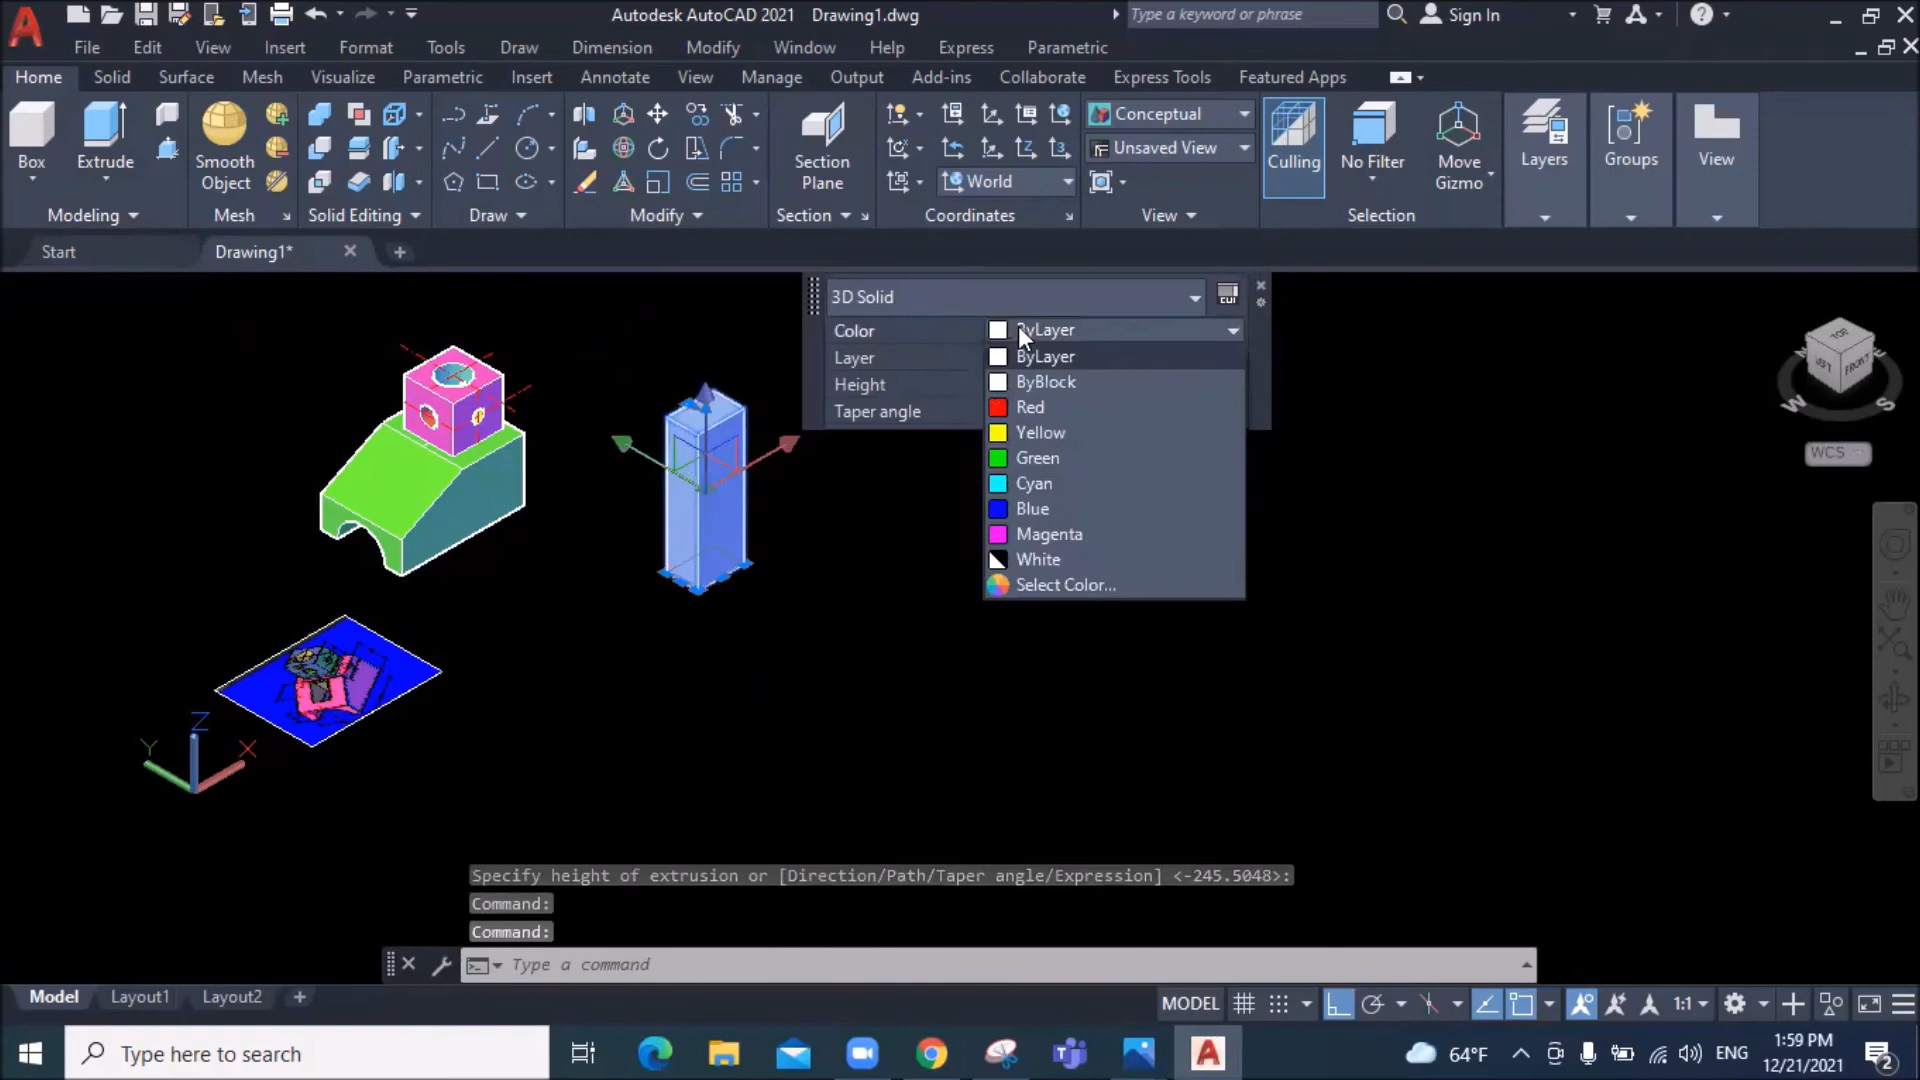 Autodesk AutoCAD 2021 Drawing1.dwg
Type a keyword or phrase
Sign In
File Edit View Insert Format Tools Draw Dimension Modify Window Help Express Parametric
Home Solid Surface Mesh Visualize Parametric Insert Annotate View Manage Output Add-ins Collaborate Express Tools Featured Apps
Box
Extrude
Smooth Object
Section Plane
Conceptual
Unsaved View
World
Culling
No Filter
Move Gizmo
Layers
Groups
View
Modeling
Mesh
Solid Editing
Draw
Modify
Section
Coordinates
View
Selection
Start
Drawing1*
3D Solid
CUI
Color
ByLayer
Layer
Height
Taper angle
ByLayer
ByBlock
Red
Yellow
Green
Cyan
Blue
Magenta
White
Select Color...
TOP
LEFT
FRONT
W
S
WCS
Z
Y
X
Specify height of extrusion or [Direction/Path/Taper angle/Expression] <-245.5048>:
Command:
Command:
Type a command
Model Layout1 Layout2
MODEL
1:1
Type here to search
64°F
ENG
1:59 PM
12/21/2021
2